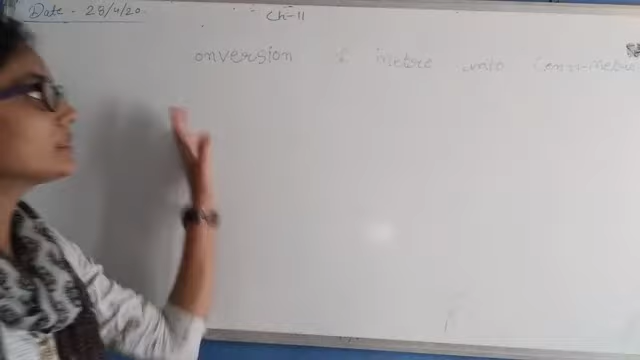 Date - 28/4/20
Ch-11
onversion f metre into Centi-metre